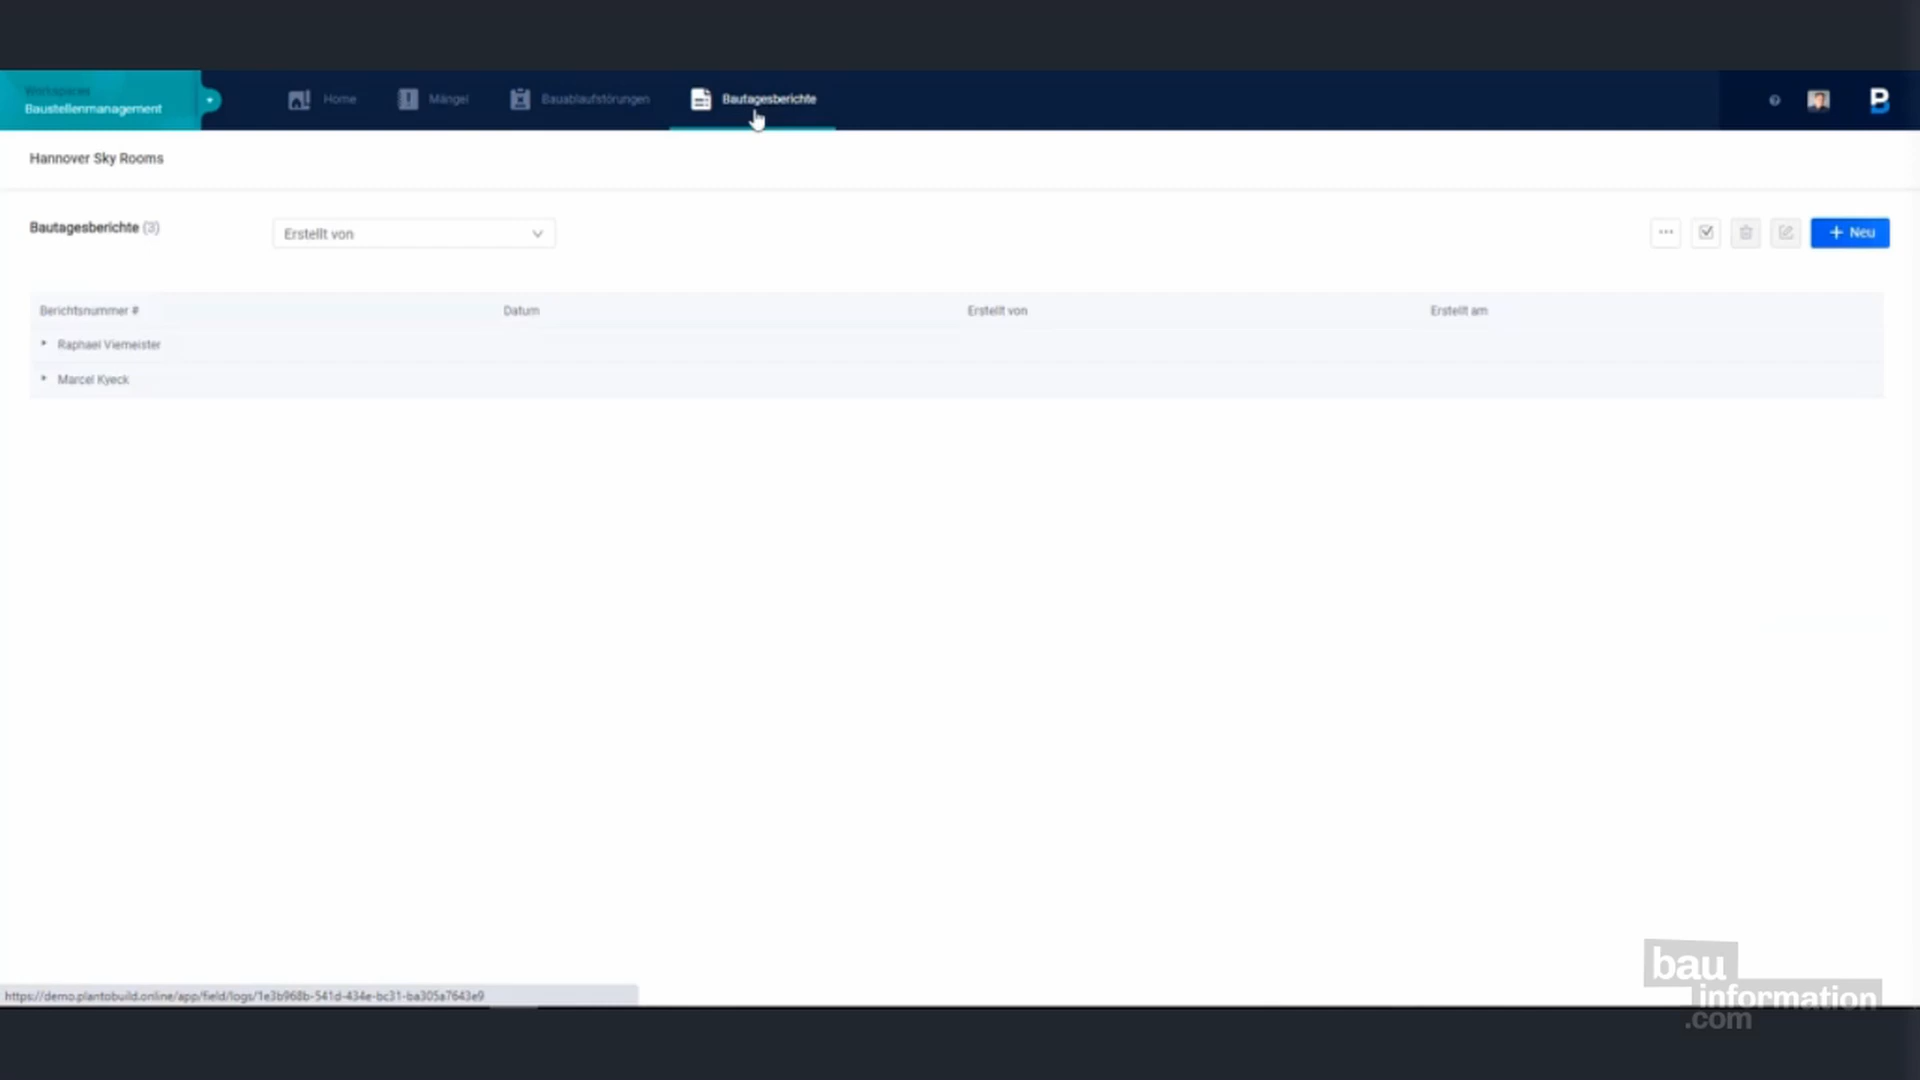 Workspaces
Baustellenmanagement
Home
Mängel
Bauablaufstörungen
Bautagesberichte
Hannover Sky Rooms
Bautagesberichte (3)
Erstellt von
+ Neu
Berichtsnummer #
Datum
Erstellt von
Erstellt am
Raphael Viemeister
Marcel Kyeck
https://demo.plantobuild.online/app/field/logs/1e3b968b-541d-434e-bc31-ba305a7643e9
bau
information
.com